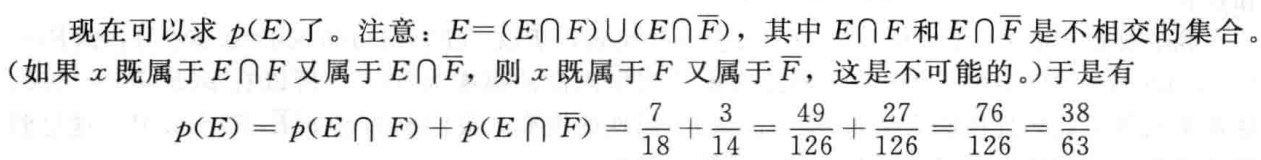 现在可以求 p(E)了。注意：E=(E∩F)∪(E∩F̅)，其中 E∩F 和 E∩F̅ 是不相交的集合。
(如果 x 既属于 E∩F 又属于 E∩F̅，则 x 既属于 F 又属于 F̅，这是不可能的。)于是有
p(E) = p(E ∩ F) + p(E ∩ F̅) = 7/18 + 3/14 = 49/126 + 27/126 = 76/126 = 38/63